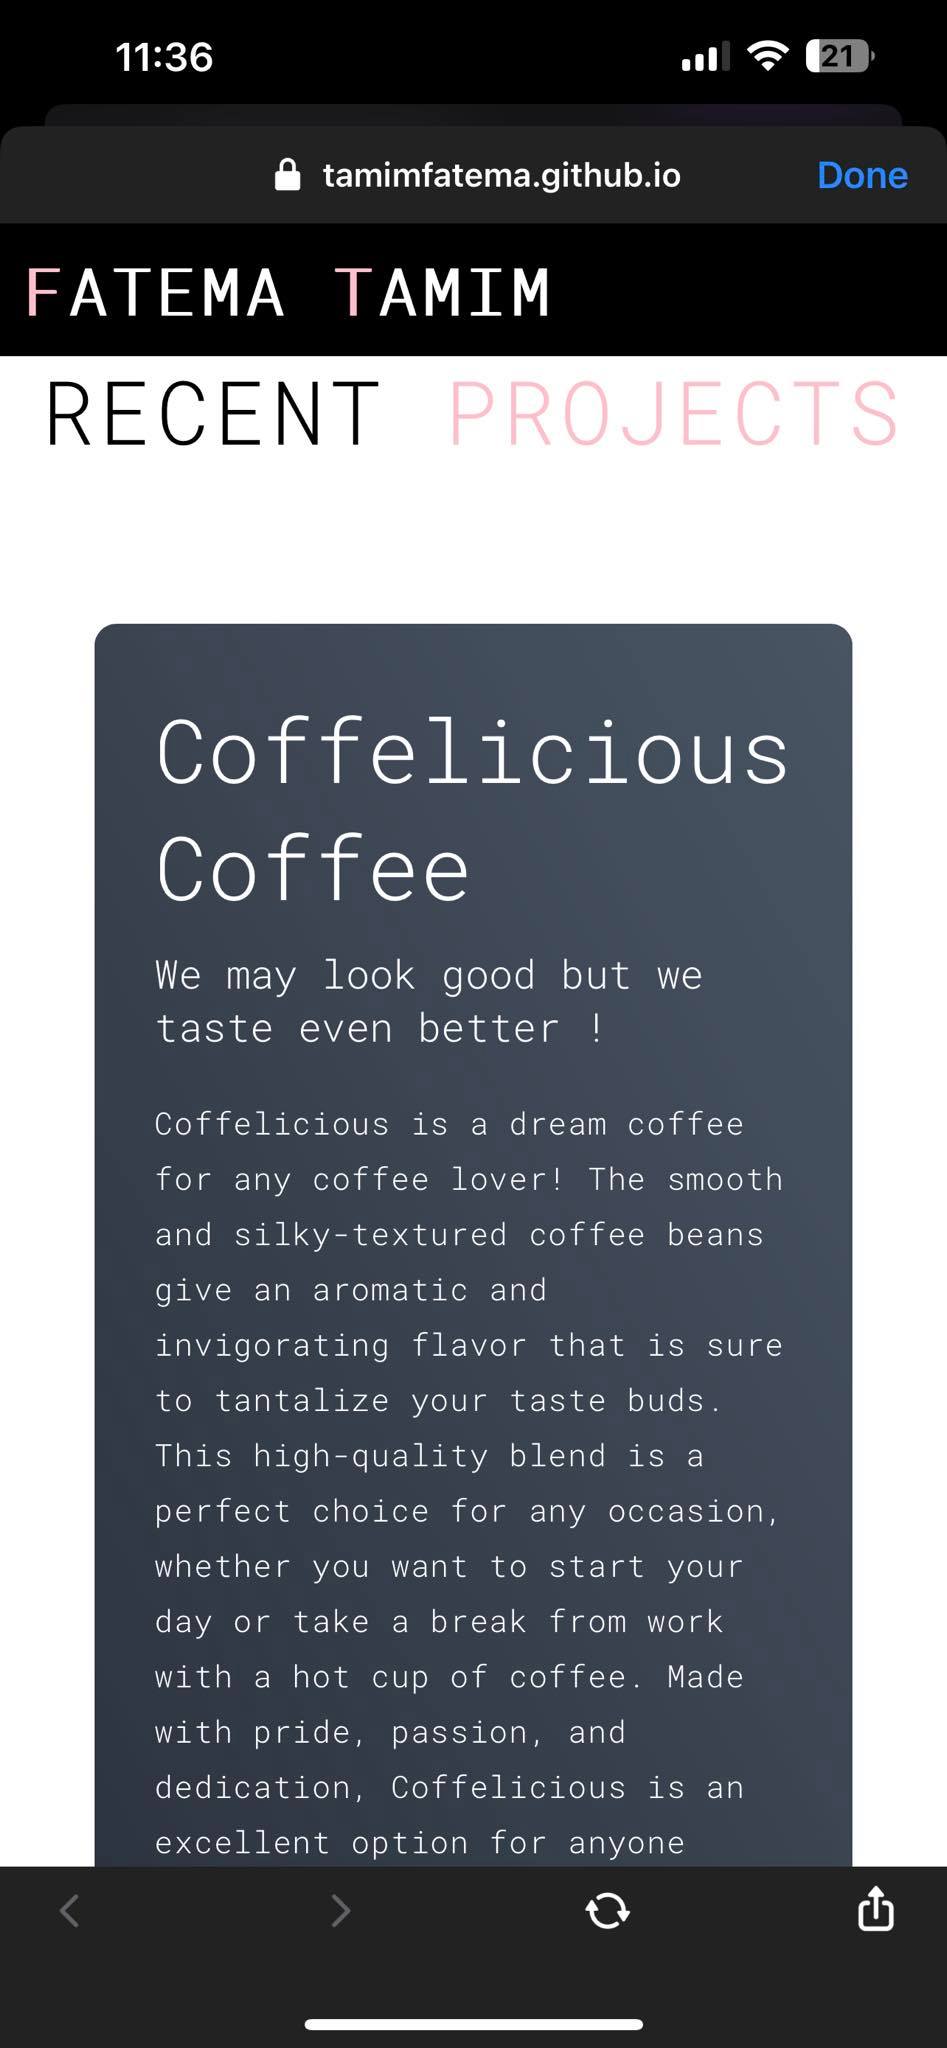 11:36
21
tamimfatema.github.io
Done
FATEMA TAMIM
RECENT PROJECTS
Coffelicious
Coffee
We may look good but we
taste even better !
Coffelicious is a dream coffee
for any coffee lover! The smooth
and silky-textured coffee beans
give an aromatic and
invigorating flavor that is sure
to tantalize your taste buds.
This high-quality blend is a
perfect choice for any occasion,
whether you want to start your
day or take a break from work
with a hot cup of coffee. Made
with pride, passion, and
dedication, Coffelicious is an
excellent option for anyone